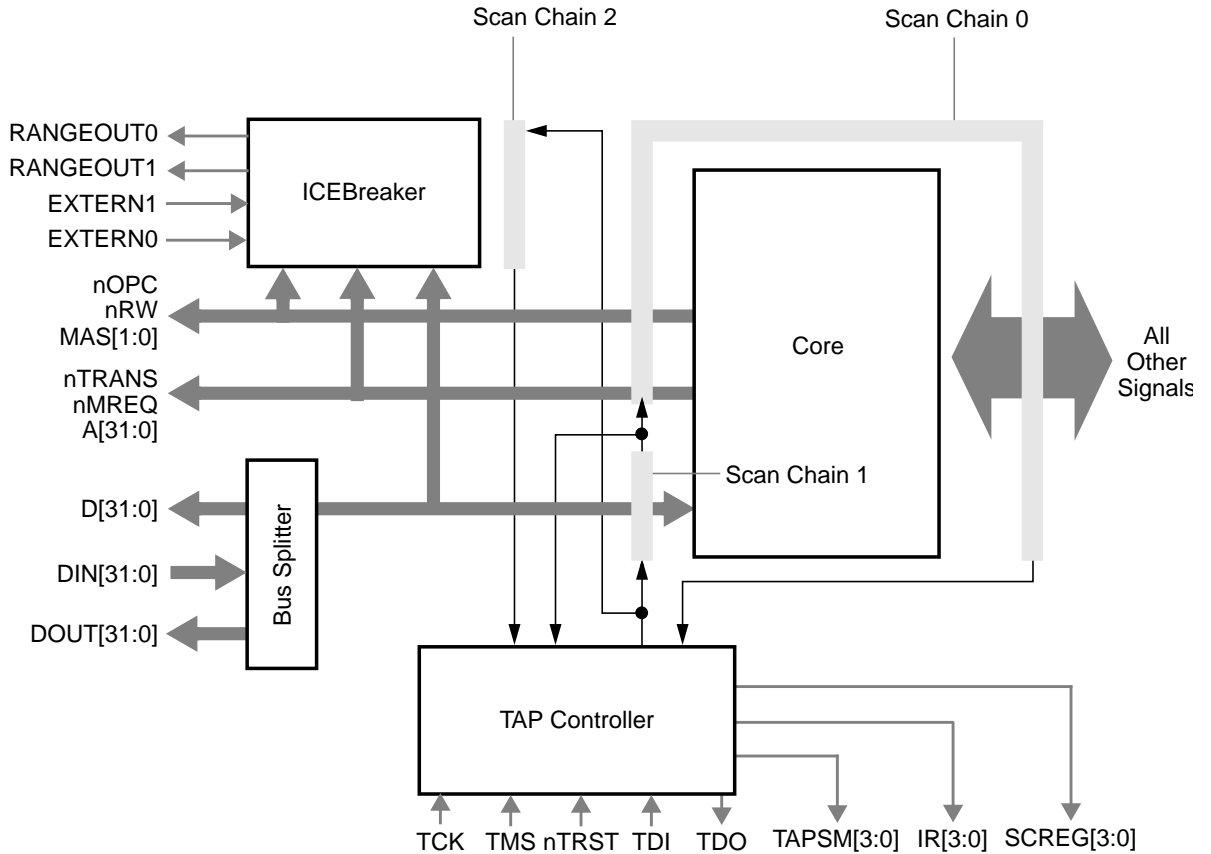 Scan Chain 2
Scan Chain 0
RANGEOUT0
RANGEOUT1
EXTERN1
EXTERN0
ICEBreaker
nOPC
nRW
MAS[1:0]
nTRANS
nMREQ
A[31:0]
Core
All
Other
Signals
Scan Chain 1
D[31:0]
DIN[31:0]
DOUT[31:0]
Bus Splitter
TAP Controller
TCK
TMS
nTRST
TDI
TDO
TAPSM[3:0]
IR[3:0]
SCREG[3:0]